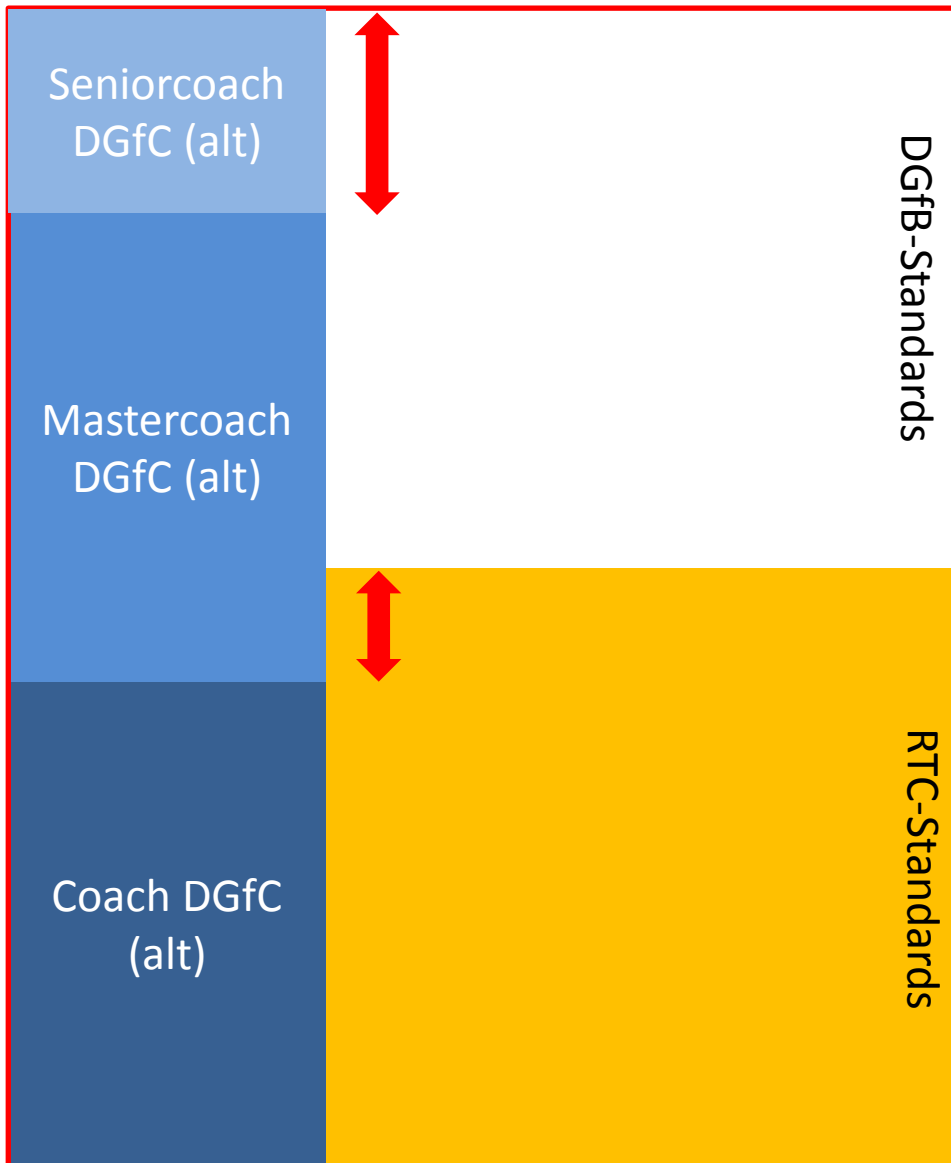 Seniorcoach
DGfC (alt)
Mastercoach
DGfC (alt)
Coach DGfC
(alt)
DGfB-Standards
RTC-Standards